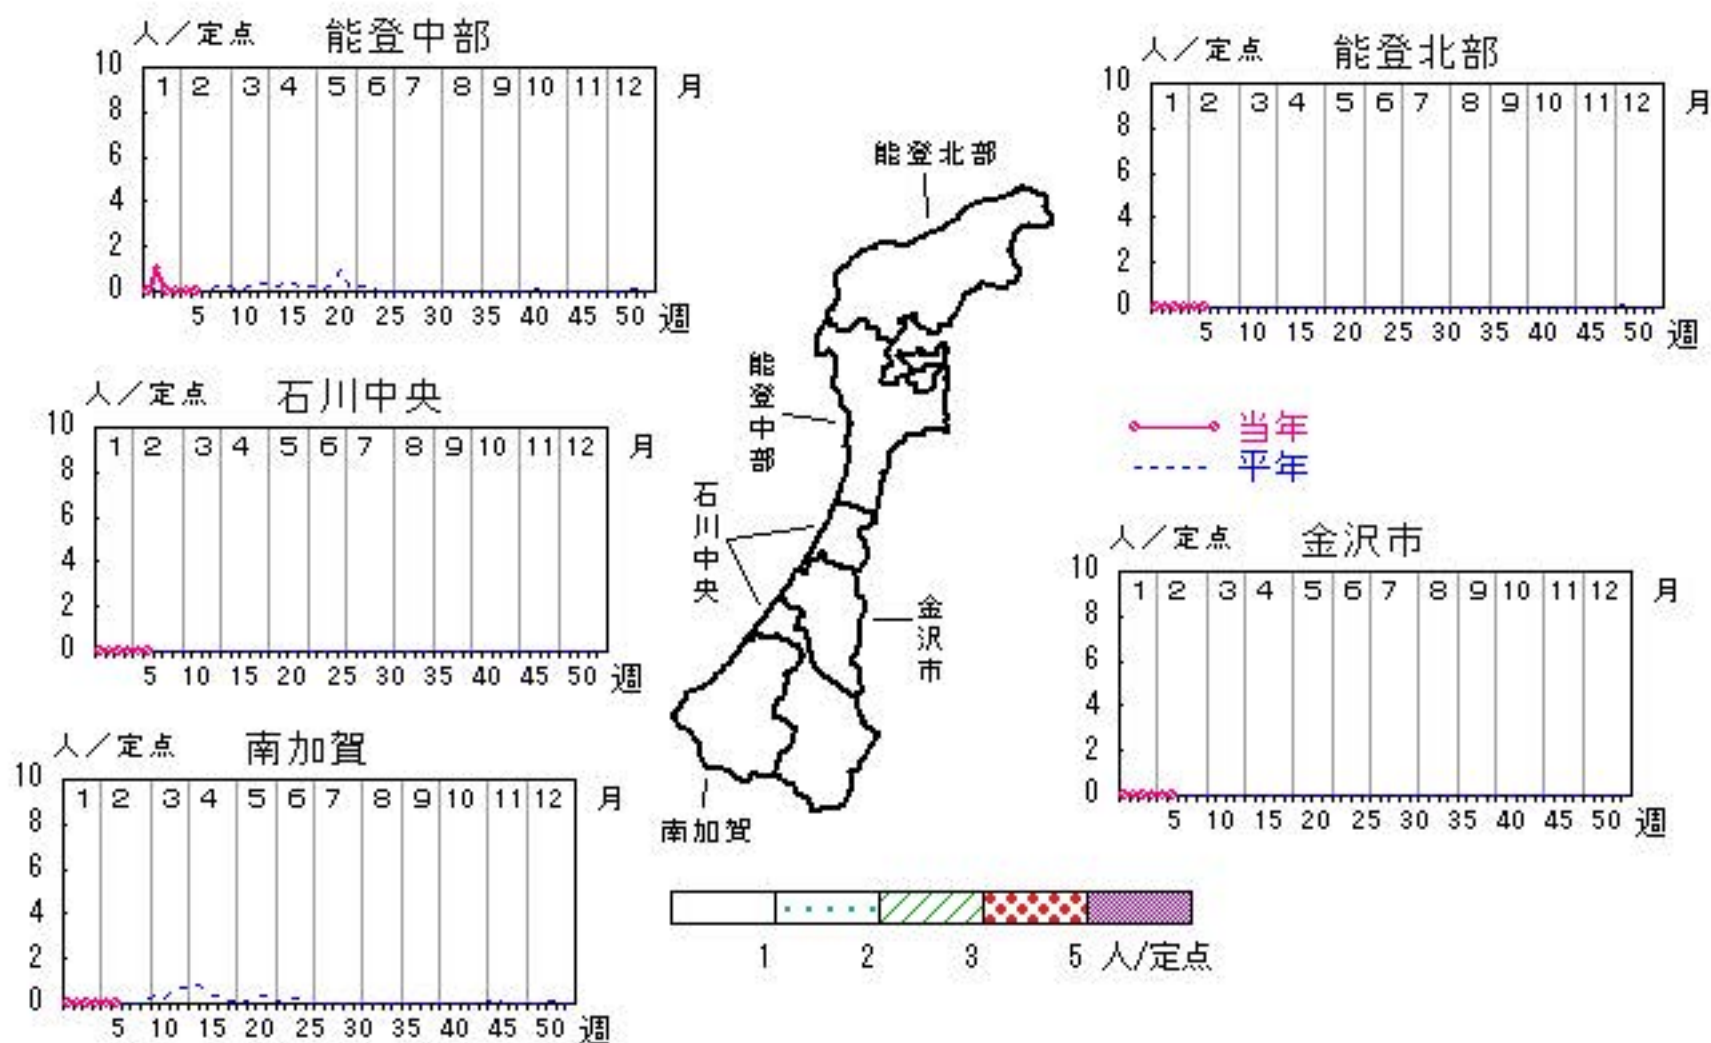 人／定点 能登中部
10 8 6 4 2 0
1 2 3 4 5 6 7 8 9 10 11 12 月
5 10 15 20 25 30 35 40 45 50 週
人／定点 能登北部
10 8 6 4 2 0
1 2 3 4 5 6 7 8 9 10 11 12 月
5 10 15 20 25 30 35 40 45 50 週
能登北部
能登中部
石川中央
金沢市
南加賀
人／定点 石川中央
10 8 6 4 2 0
1 2 3 4 5 6 7 8 9 10 11 12 月
5 10 15 20 25 30 35 40 45 50 週
当年
平年
人／定点 金沢市
10 8 6 4 2 0
1 2 3 4 5 6 7 8 9 10 11 12 月
5 10 15 20 25 30 35 40 45 50 週
人／定点 南加賀
10 8 6 4 2 0
1 2 3 4 5 6 7 8 9 10 11 12 月
5 10 15 20 25 30 35 40 45 50 週
1 2 3 5 人/定点